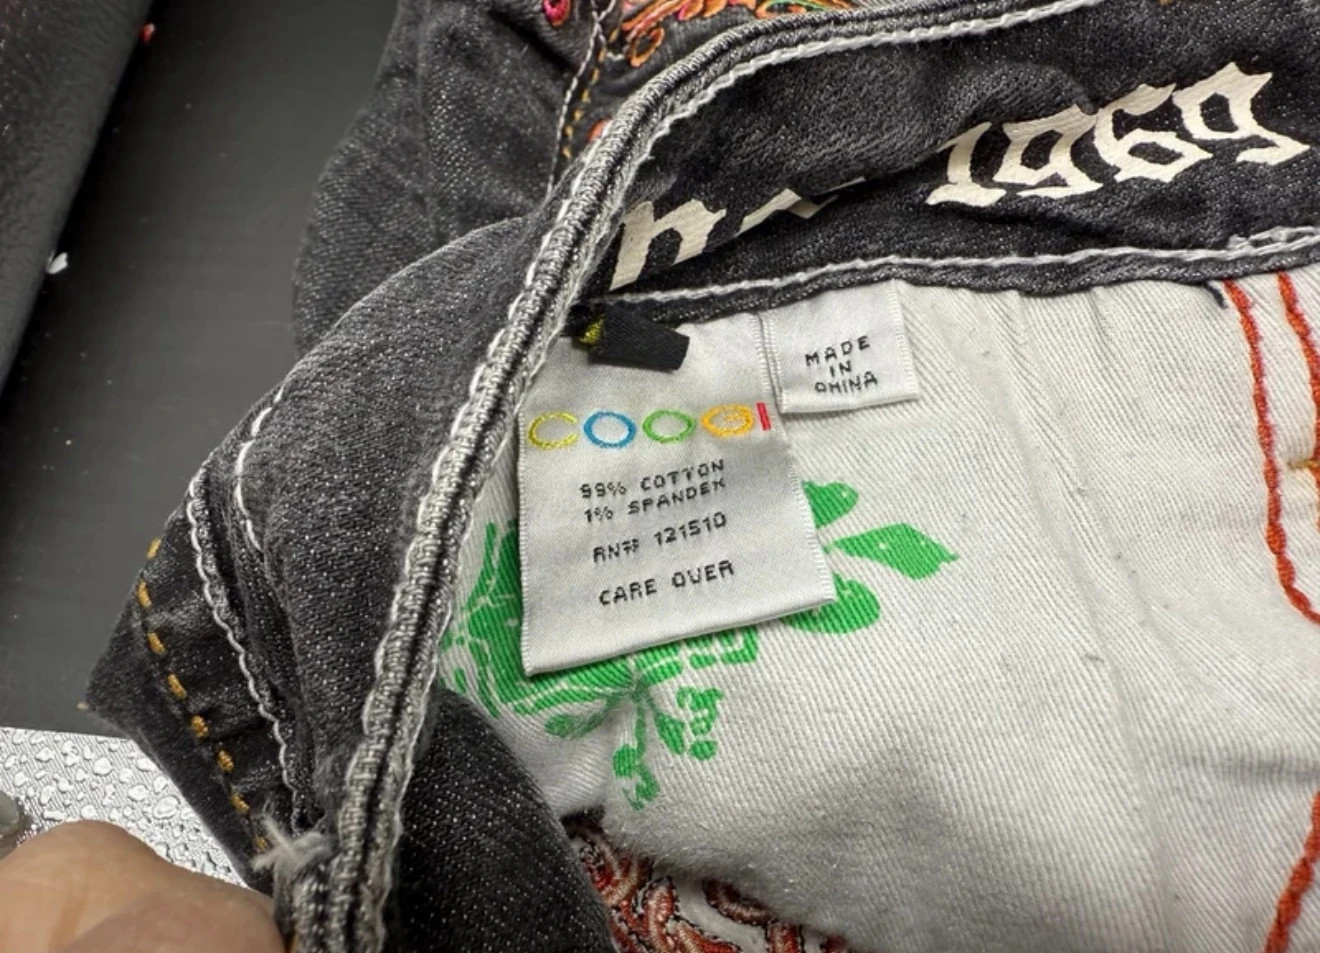 1969
MADE
IN
CHINA
COOGI
99% COTTON
1% SPANDEX
RN# 121510
CARE OVER